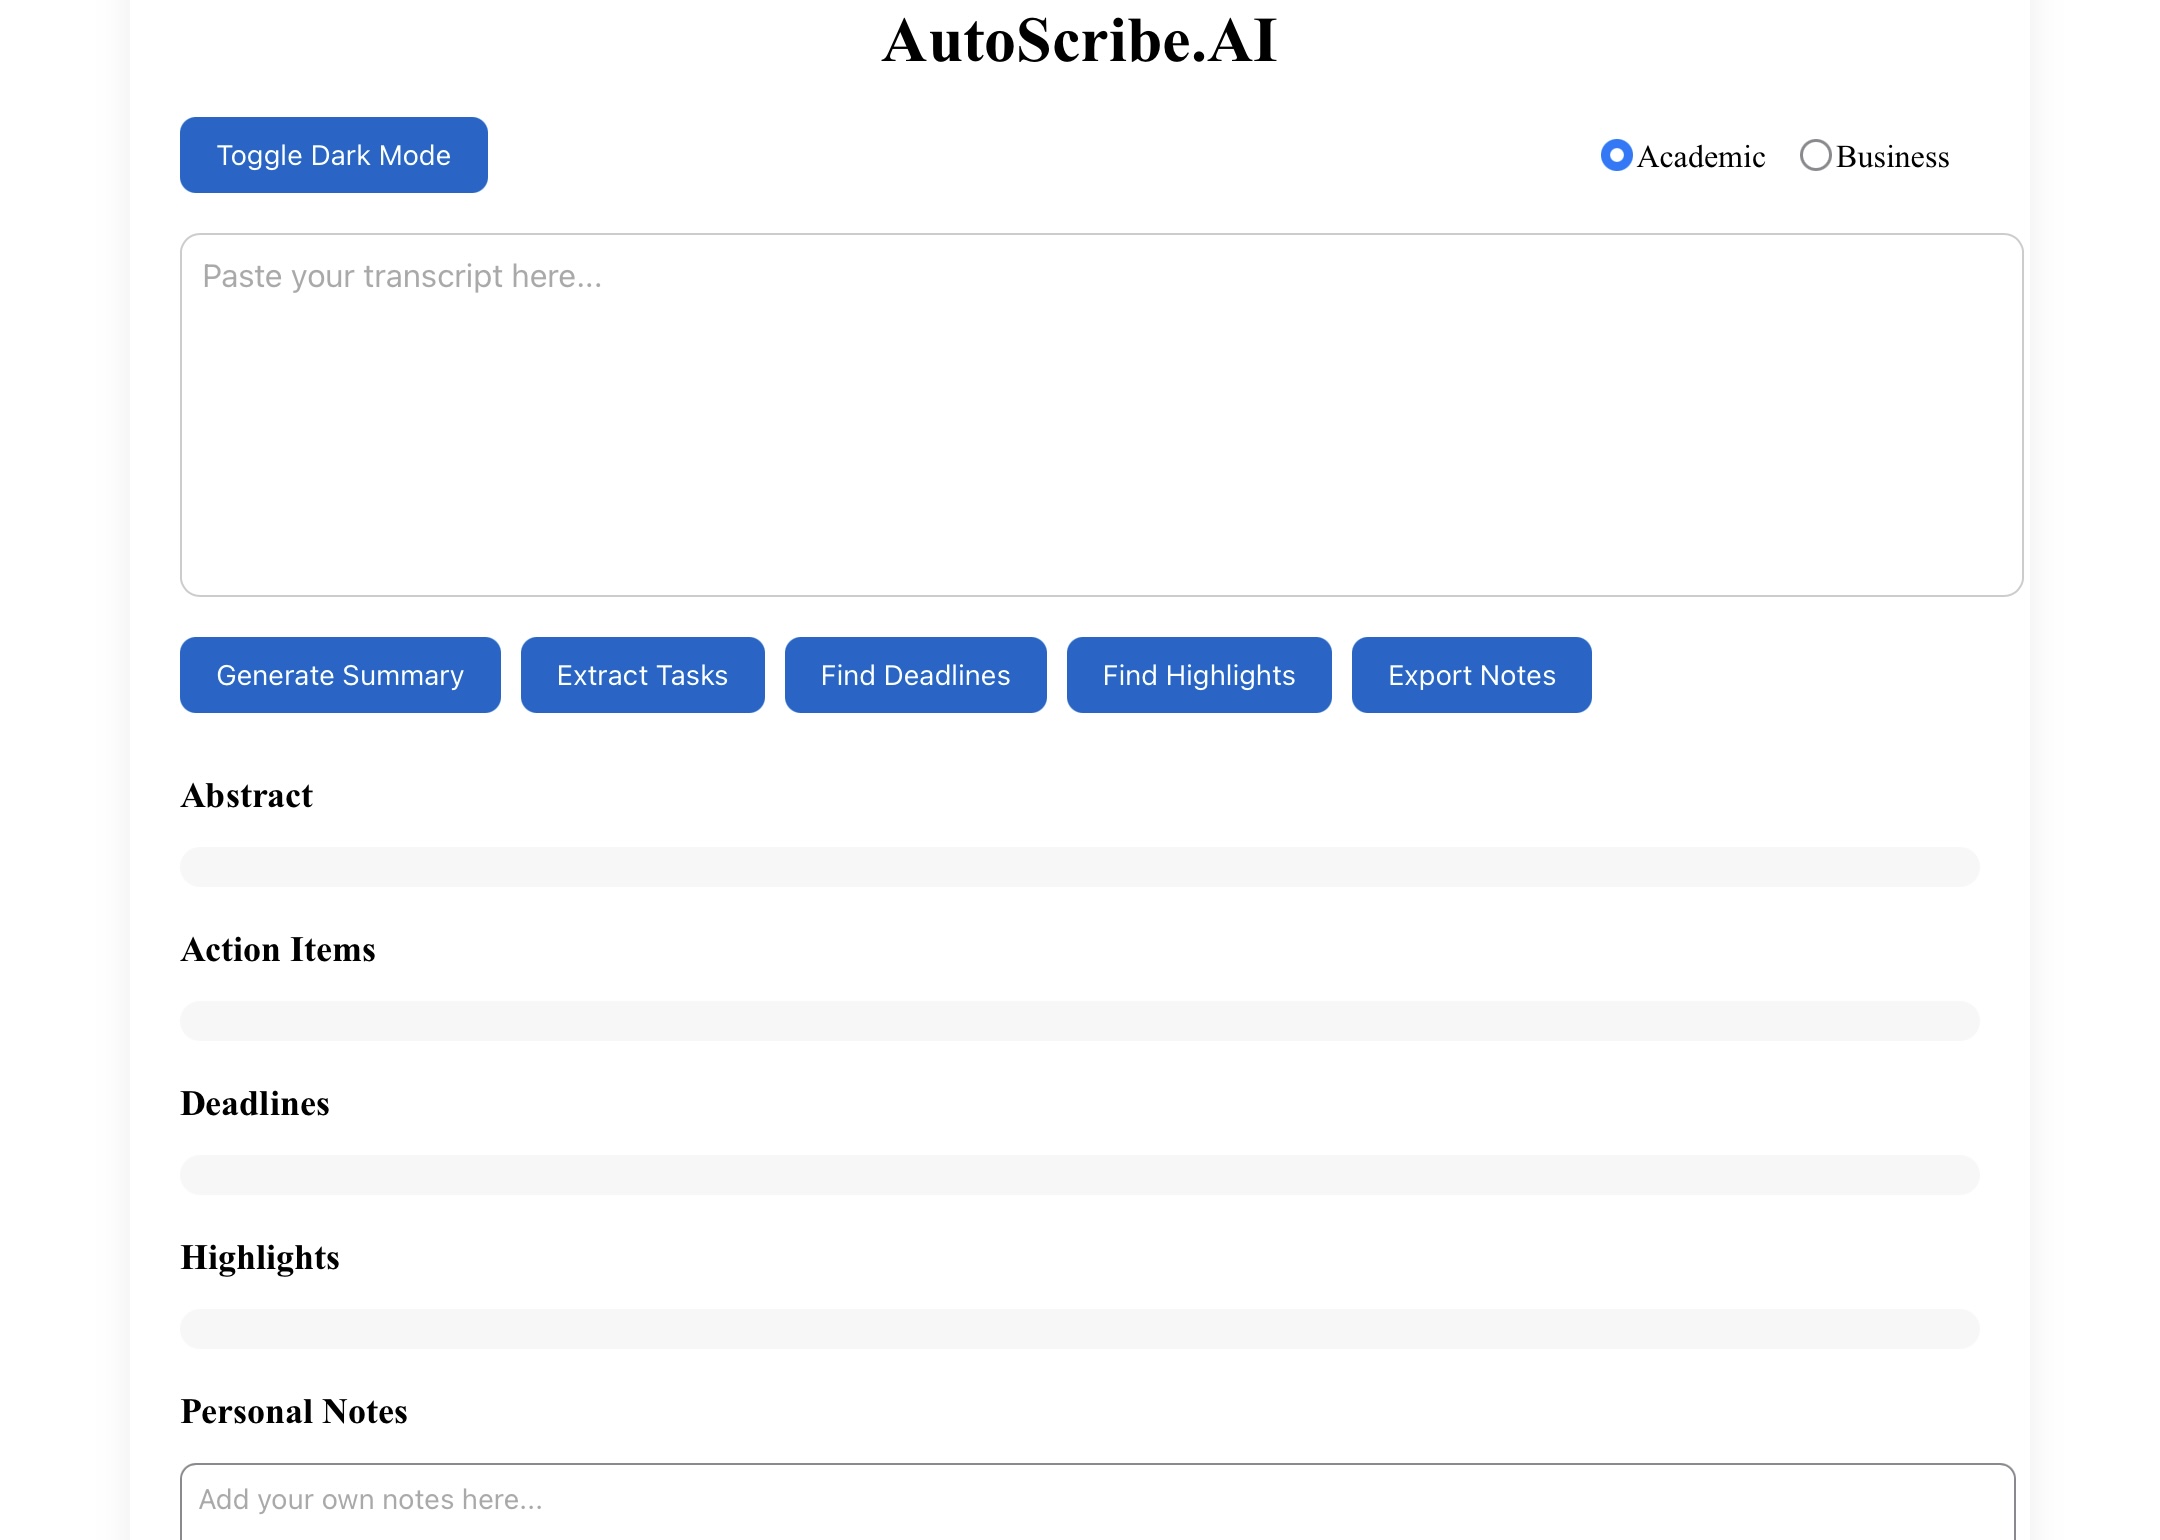 AutoScribe.AI
Toggle Dark Mode
Academic Business
Paste your transcript here...
Generate Summary Extract Tasks Find Deadlines Find Highlights Export Notes
Abstract
Action Items
Deadlines
Highlights
Personal Notes
Add your own notes here...